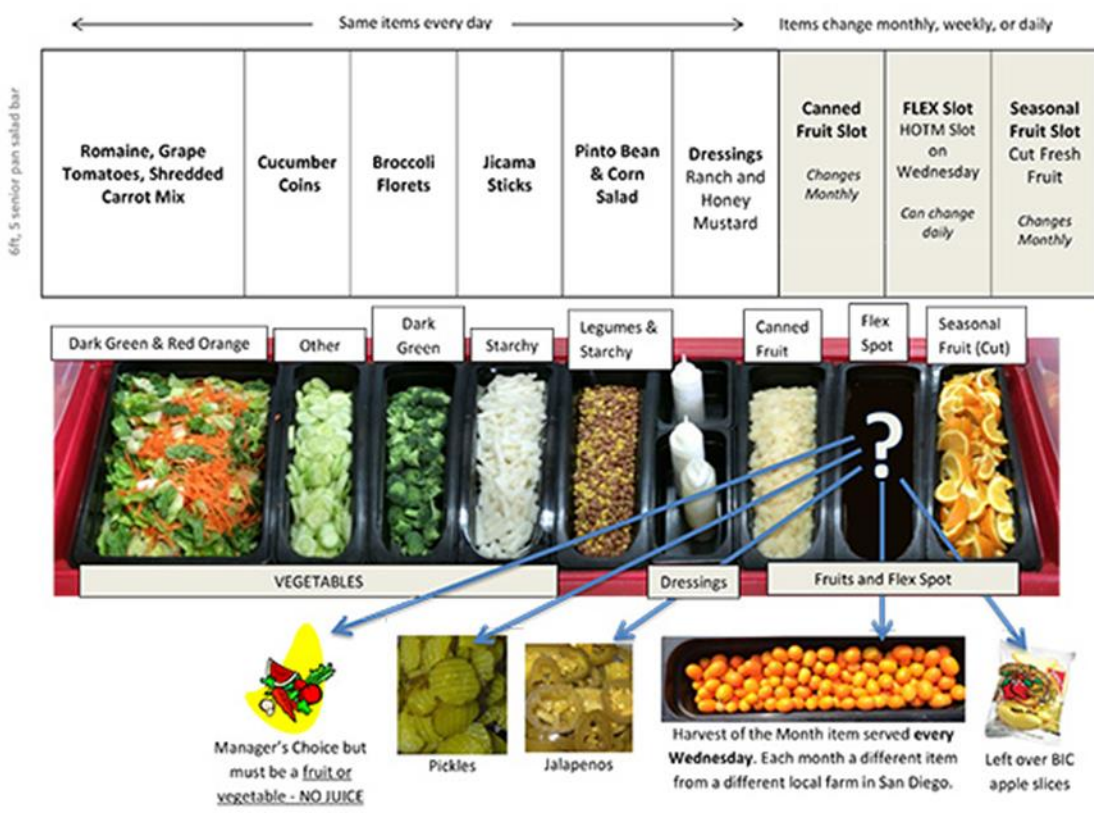 Same items every day
Items change monthly, weekly, or daily
6ft, 5 senior pan salad bar
Romaine, Grape
Tomatoes, Shredded
Carrot Mix
Cucumber
Coins
Broccoli
Florets
Jicama
Sticks
Pinto Bean
& Corn
Salad
Dressings
Ranch and
Honey
Mustard
Canned
Fruit Slot
Changes
Monthly
FLEX Slot
HOTM Slot
on
Wednesday
Can change
daily
Seasonal
Fruit Slot
Cut Fresh
Fruit
Changes
Monthly
Dark Green & Red Orange
Other
Dark
Green
Starchy
Legumes &
Starchy
Canned
Fruit
Flex
Spot
Seasonal
Fruit (Cut)
?
VEGETABLES
Dressings
Fruits and Flex Spot
Manager's Choice but
must be a fruit or
vegetable - NO JUICE
Pickles
Jalapenos
Harvest of the Month item served every
Wednesday. Each month a different item
from a different local farm in San Diego.
Left over BIC
apple slices